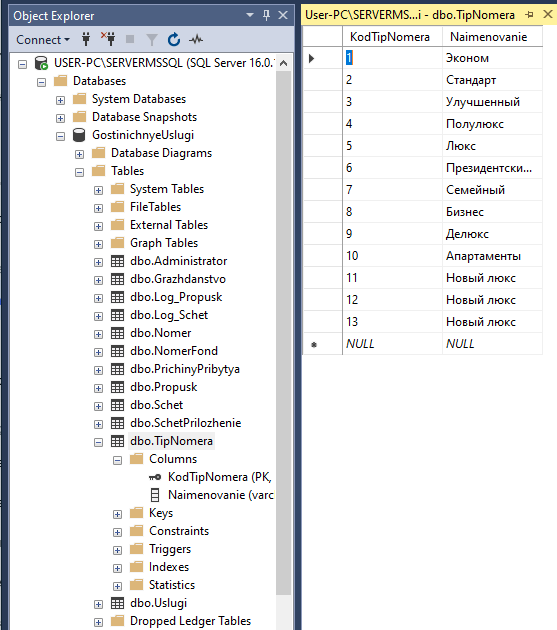 Object Explorer
Connect
USER-PC\SERVERMSSQL (SQL Server 16.0.
Databases
System Databases
Database Snapshots
GostinichnyeUslugi
Database Diagrams
Tables
System Tables
FileTables
External Tables
Graph Tables
dbo.Administrator
dbo.Grazhdanstvo
dbo.Log_Propusk
dbo.Log_Schet
dbo.Nomer
dbo.NomerFond
dbo.PrichinyPribytya
dbo.Propusk
dbo.Schet
dbo.SchetPrilozhenie
dbo.TipNomera
Columns
KodTipNomera (PK,
Naimenovanie (varc
Keys
Constraints
Triggers
Indexes
Statistics
dbo.Uslugi
Dropped Ledger Tables
User-PC\SERVERMS...i - dbo.TipNomera
KodTipNomera Naimenovanie
1 Эконом
2 Стандарт
3 Улучшенный
4 Полулюкс
5 Люкс
6 Президентски...
7 Семейный
8 Бизнес
9 Делюкс
10 Апартаменты
11 Новый люкс
12 Новый люкс
13 Новый люкс
NULL NULL